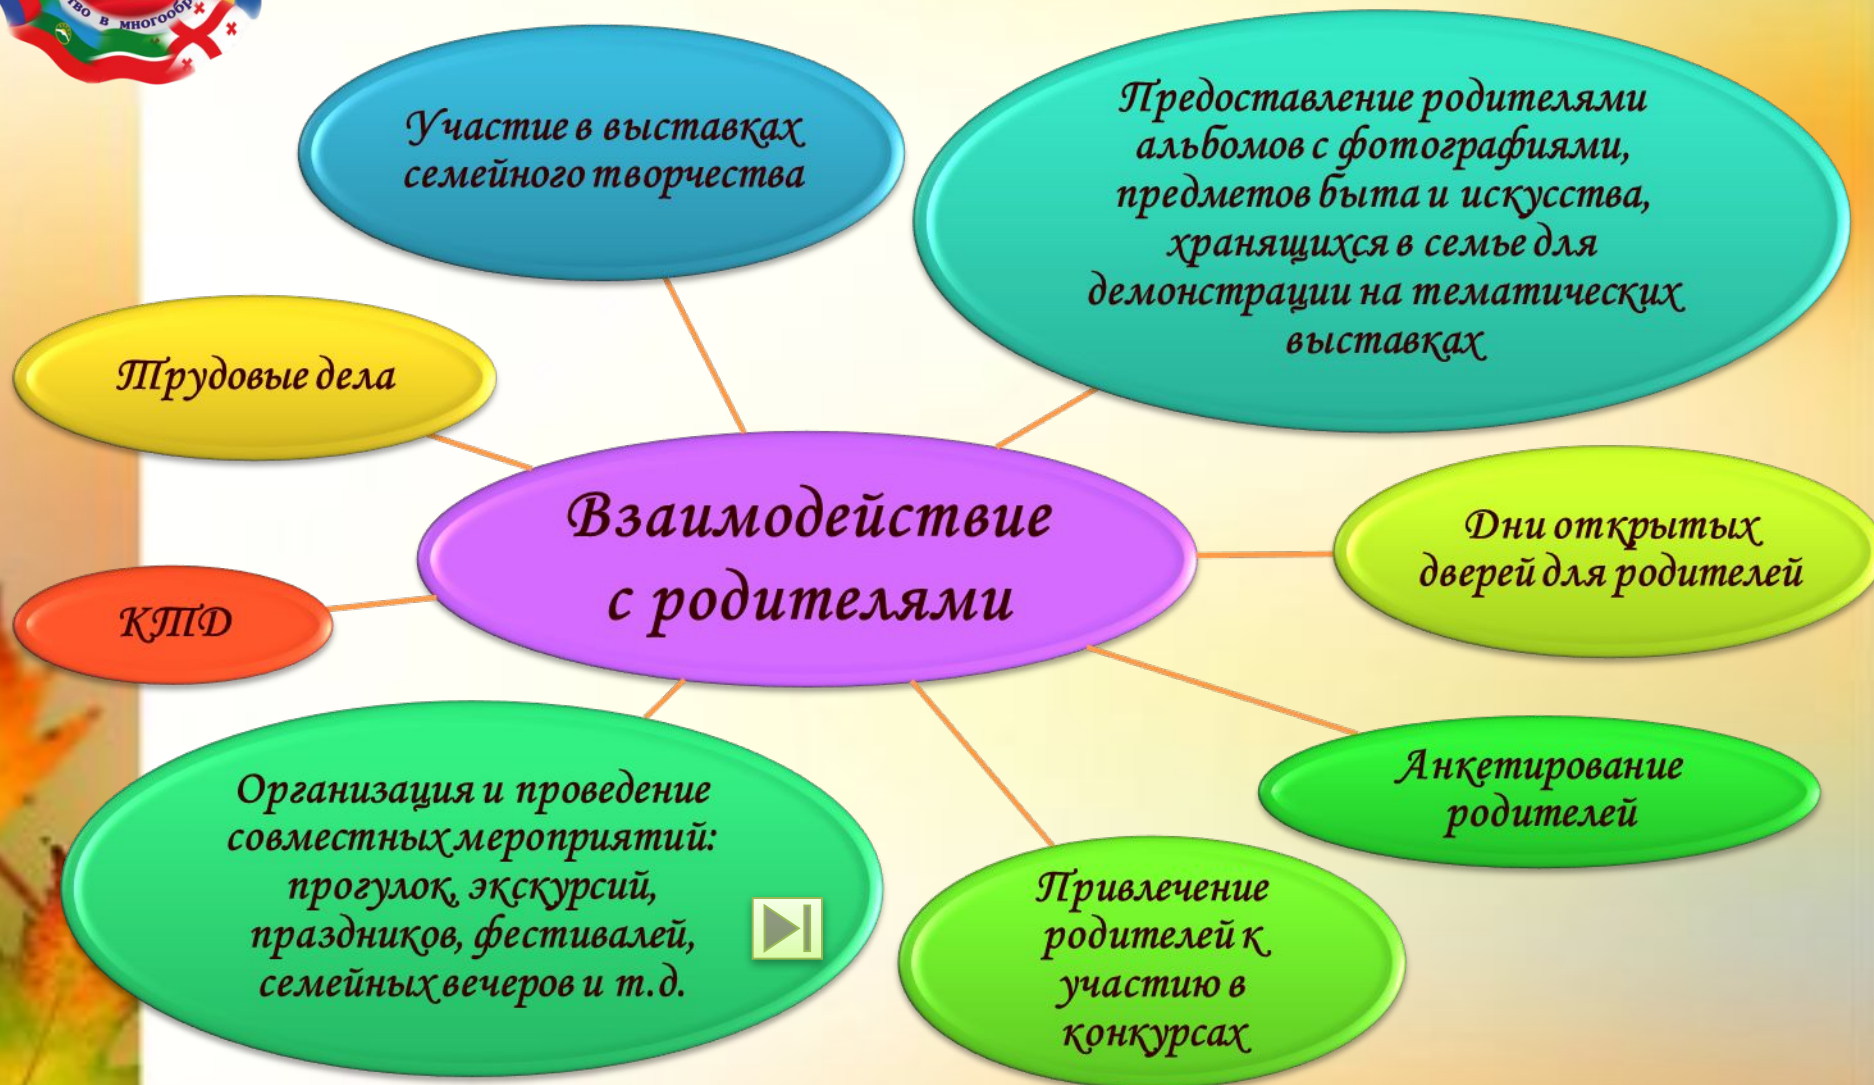 в многооб
Участие в выставках
семейного творчества
Предоставление родителями
альбомов с фотографиями,
предметов быта и искусства,
хранящихся в семье для
демонстрации на тематических
выставках
Трудовые дела
Взаимодействие
с родителями
Дни открытых
дверей для родителей
КТД
Анкетирование
родителей
Организация и проведение
совместных мероприятий:
прогулок, экскурсий,
праздников, фестивалей,
семейных вечеров и т.д.
Привлечение
родителей к
участию в
конкурсах